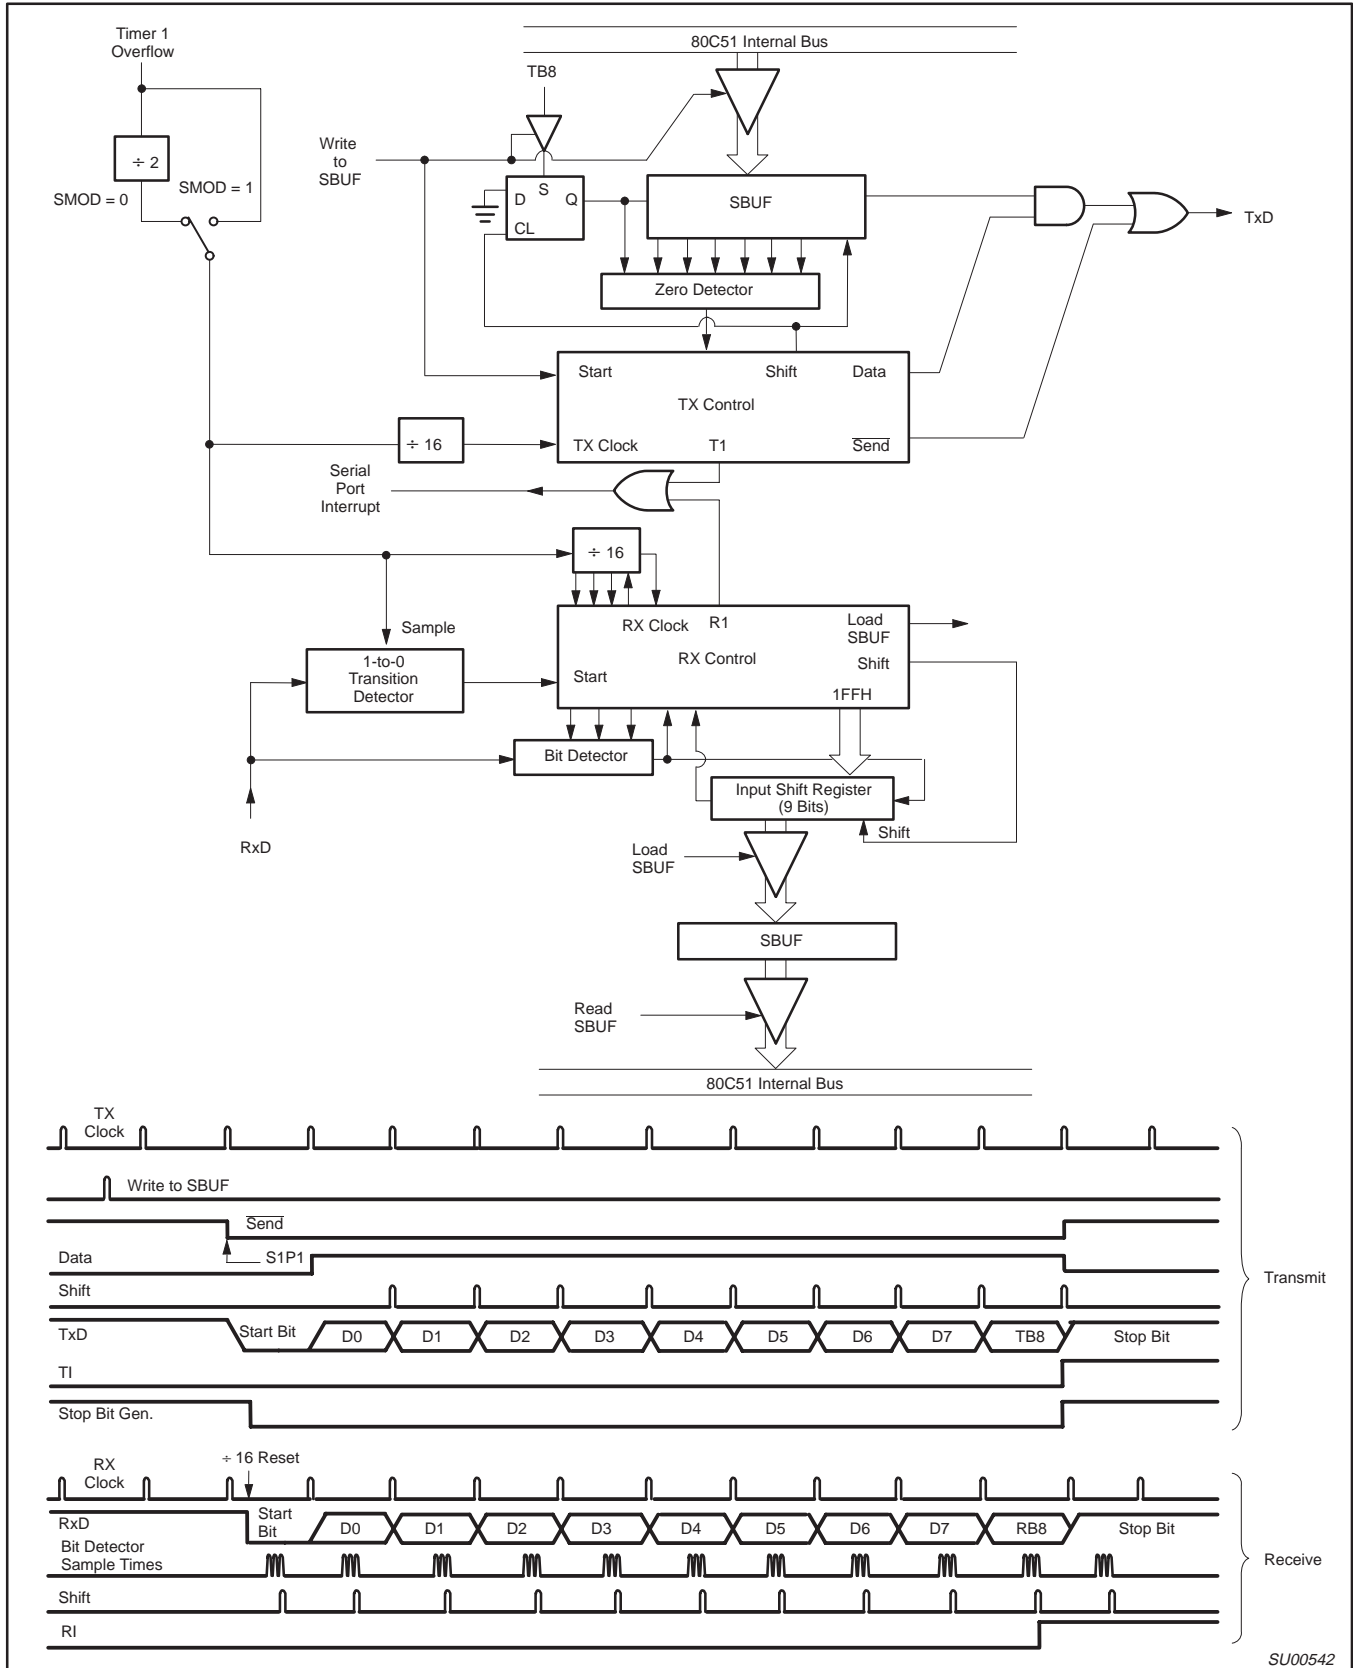 Timer 1
Overflow
80C51 Internal Bus
TB8
÷ 2
Write
to
SBUF
SMOD = 1
SMOD = 0
S
D
Q
CL
SBUF
TxD
Zero Detector
Start
Shift
Data
TX Control
÷ 16
TX Clock
T1
Send
Serial
Port
Interrupt
÷ 16
Sample
RX Clock
R1
Load
SBUF
1-to-0
Transition
Detector
Start
RX Control
Shift
1FFH
Bit Detector
Input Shift Register
(9 Bits)
RxD
Shift
Load
SBUF
SBUF
Read
SBUF
80C51 Internal Bus
TX
Clock
Write to SBUF
Send
Data
S1P1
Shift
TxD
Start Bit
D0
D1
D2
D3
D4
D5
D6
D7
TB8
Stop Bit
TI
Stop Bit Gen.
Transmit
÷ 16 Reset
RX
Clock
RxD
Start
Bit
D0
D1
D2
D3
D4
D5
D6
D7
RB8
Stop Bit
Bit Detector
Sample Times
Shift
RI
Receive
SU00542